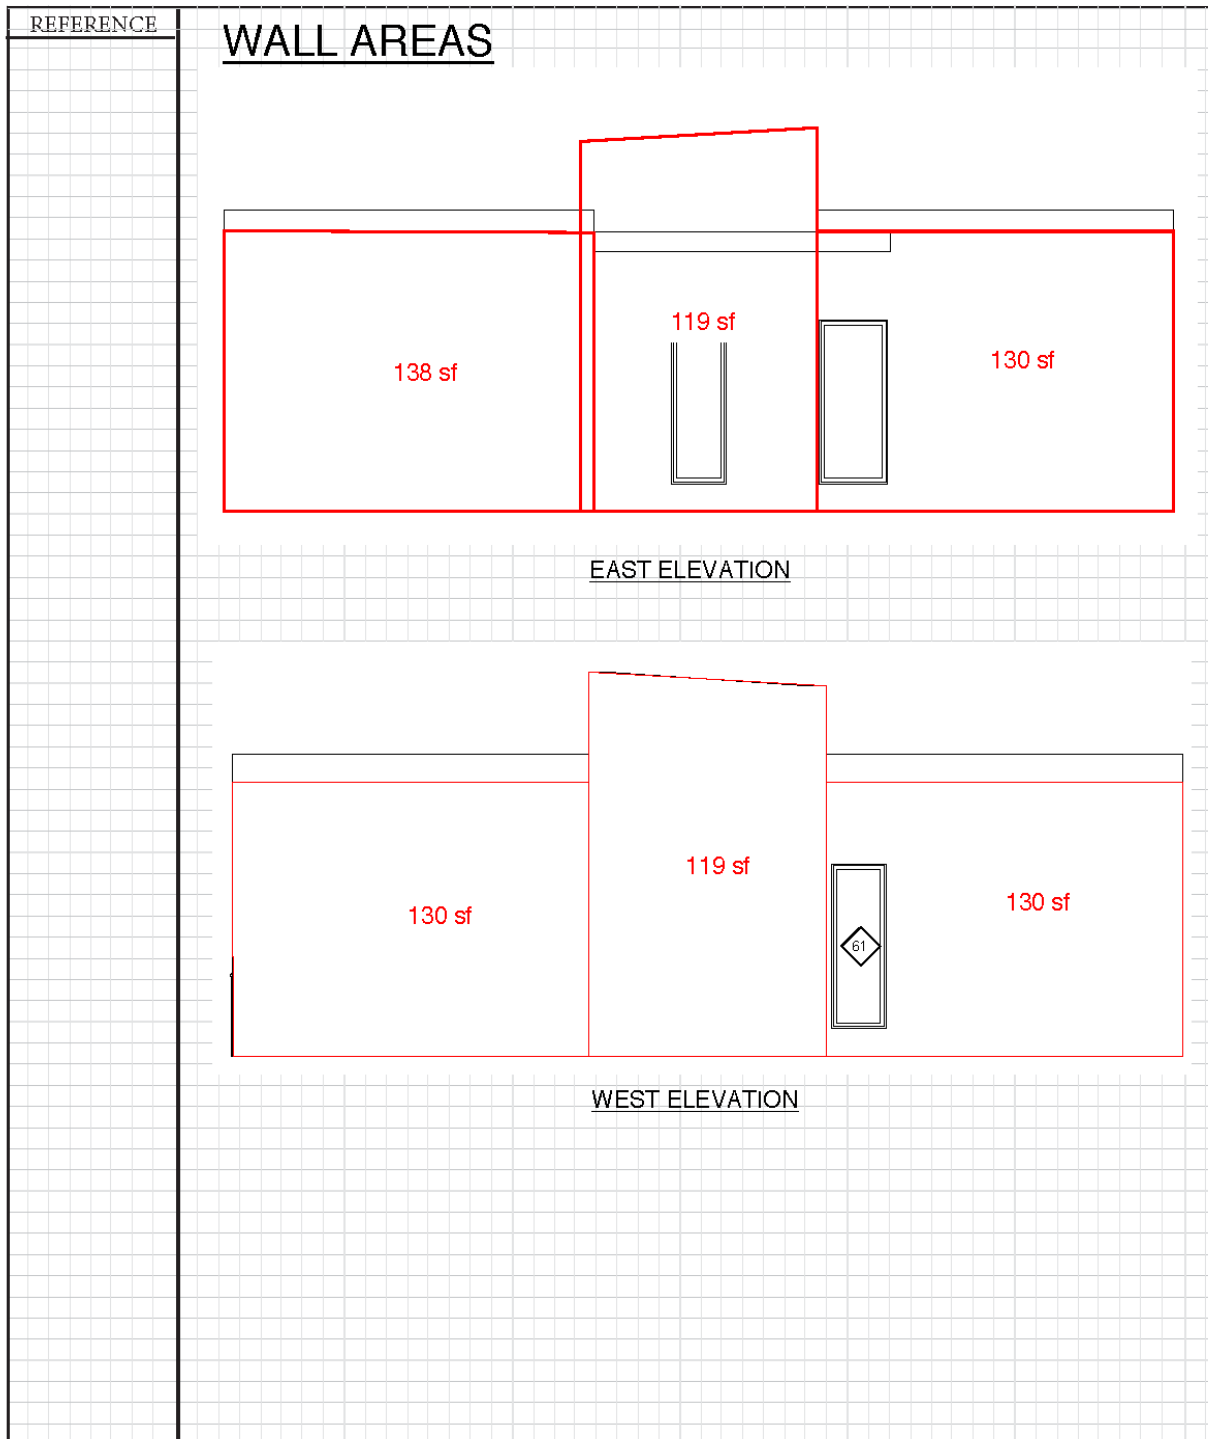 REFERENCE
WALL AREAS
119 sf
138 sf
130 sf
EAST ELEVATION
119 sf
130 sf
130 sf
61
WEST ELEVATION